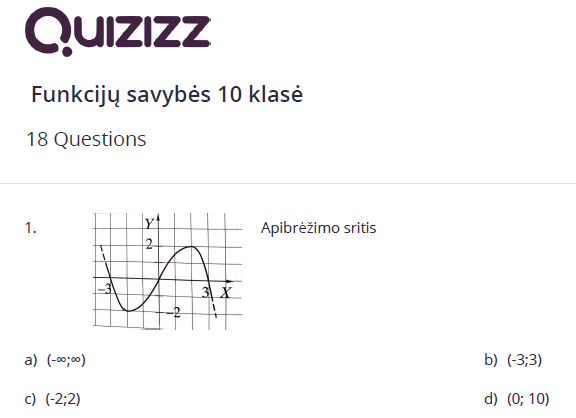 Quizizz
Funkcijų savybės 10 klasė
18 Questions
1.
Y
2
-3
3
X
-2
Apibrėžimo sritis
a) (-∞;∞)
b) (-3;3)
c) (-2;2)
d) (0; 10)